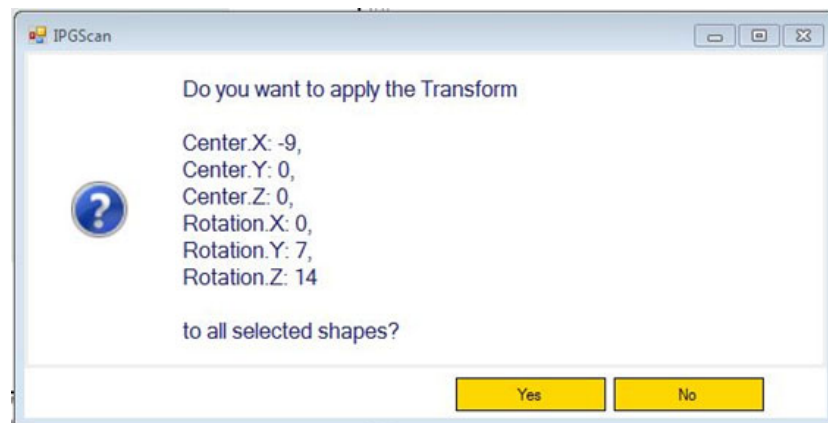 IPGScan
Do you want to apply the Transform
Center.X: -9,
Center.Y: 0,
Center.Z: 0,
Rotation.X: 0,
Rotation.Y: 7,
Rotation.Z: 14
to all selected shapes?
Yes
No